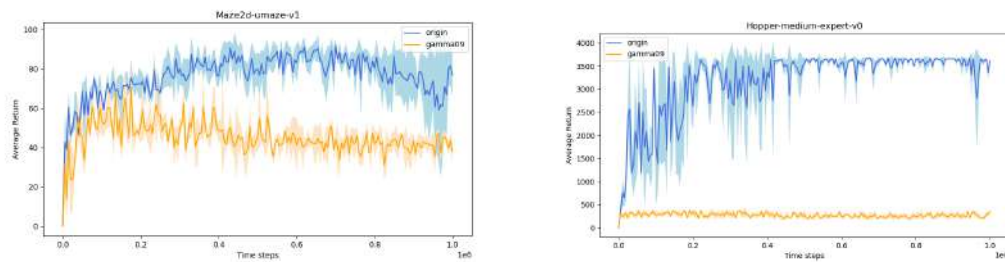 Maze2d-umaze-v1
100
80
60
40
20
0
Average Return
origin
gamma09
0.0 0.2 0.4 0.6 0.8 1.0
1e6
Time steps
Hopper-medium-expert-v0
4000
3500
3000
2500
2000
1500
1000
500
0
Average Return
origin
gamma09
0.0 0.2 0.4 0.6 0.8 1.0
Time steps